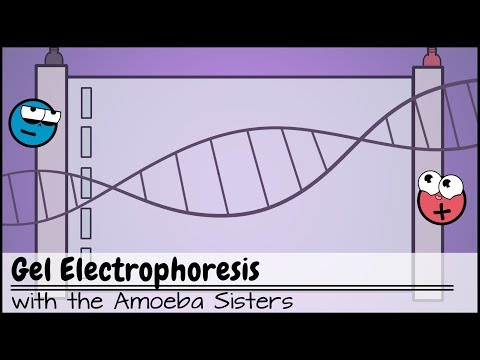 +
Gel Electrophoresis
with the Amoeba Sisters